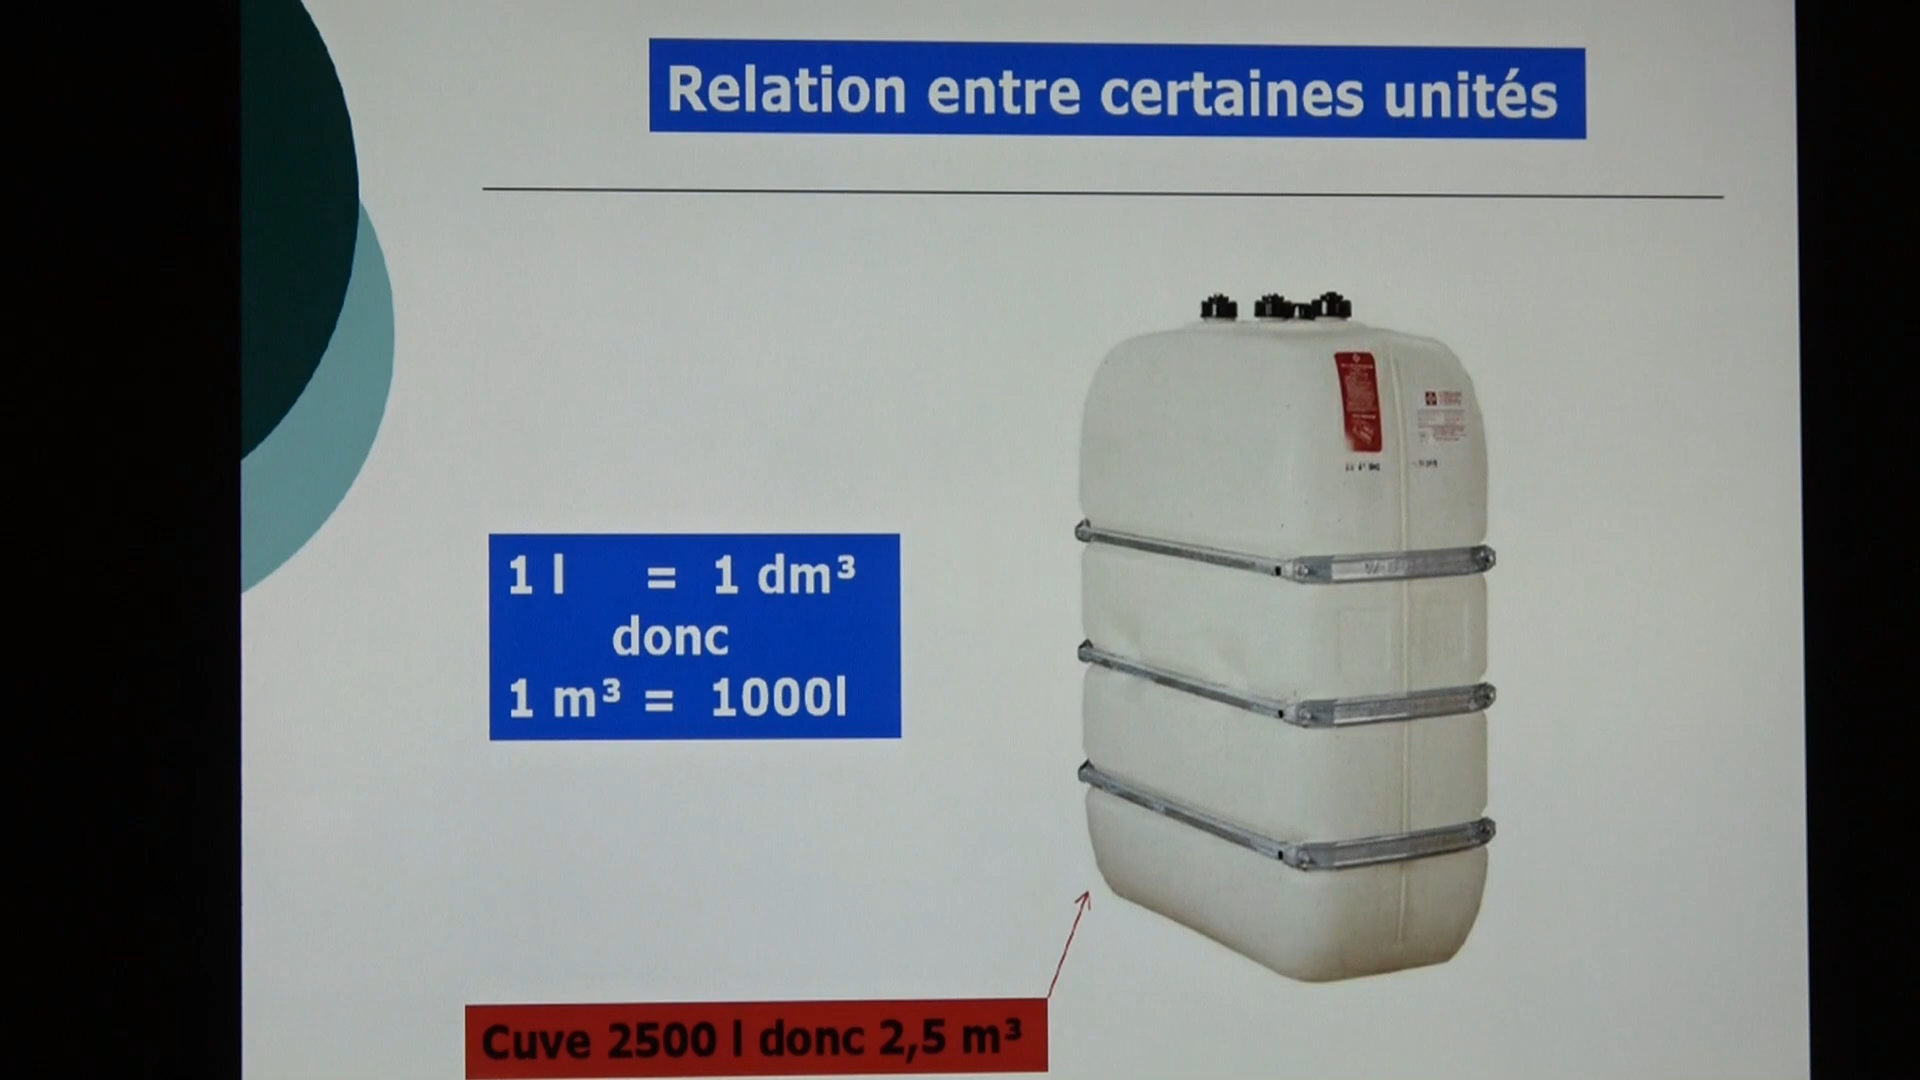 Relation entre certaines unités
1 l = 1 dm³
donc
1 m³ = 1000l
Cuve 2500 l donc 2,5 m³